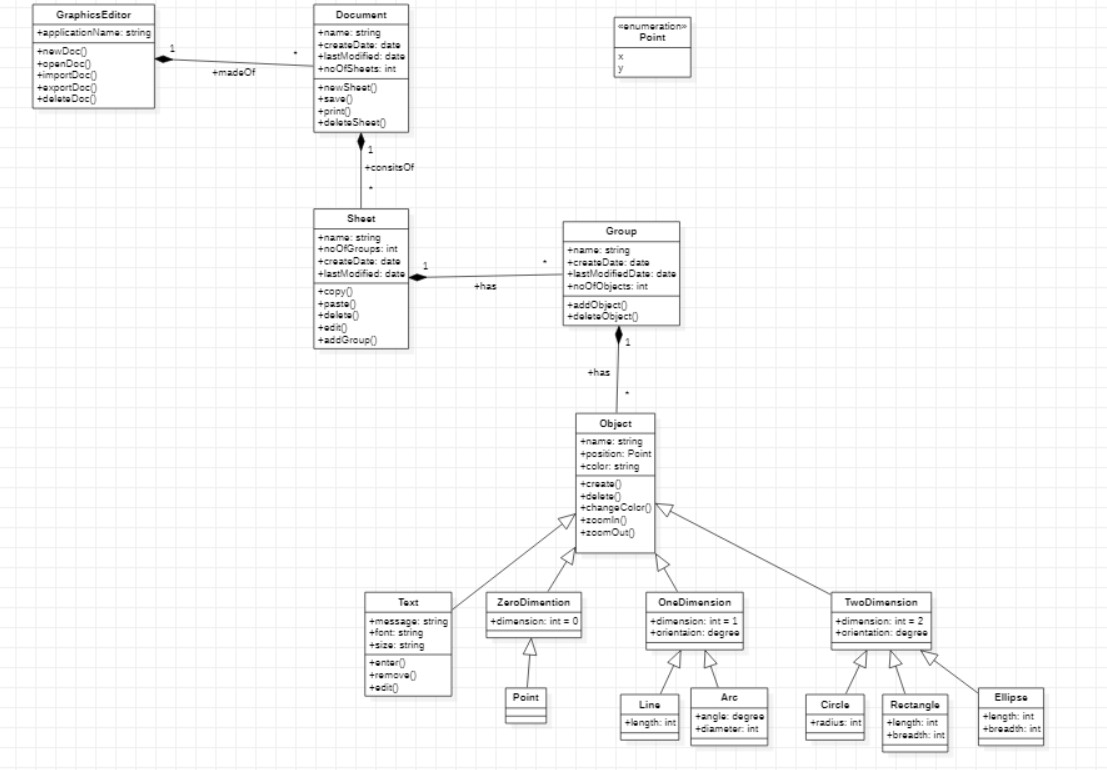 GraphicsEditor
+applicationName: string
+newDoc()
+openDoc()
+importDoc()
+exportDoc()
+deleteDoc()
1
*
+madeOf
Document
+name: string
+createDate: date
+lastModified: date
+noOfSheets: int
+newSheet()
+save()
+print()
+deleteSheet()
«enumeration»
Point
x
y
1
+consitsOf
*
Sheet
+name: string
+noOfGroups: int
+createDate: date
+lastModified: date
+copy()
+paste()
+delete()
+edit()
+addGroup()
1
*
+has
Group
+name: string
+createDate: date
+lastModifiedDate: date
+noOfObjects: int
+addObject()
+deleteObject()
1
+has
*
Object
+name: string
+position: Point
+color: string
+create()
+delete()
+changeColor()
+zoomIn()
+zoomOut()
Text
+message: string
+font: string
+size: string
+enter()
+remove()
+edit()
ZeroDimention
+dimension: int = 0
OneDimension
+dimension: int = 1
+orientaion: degree
TwoDimension
+dimension: int = 2
+orientation: degree
Point
Line
+length: int
Arc
+angle: degree
+diameter: int
Circle
+radius: int
Rectangle
+length: int
+breadth: int
Ellipse
+length: int
+breadth: int